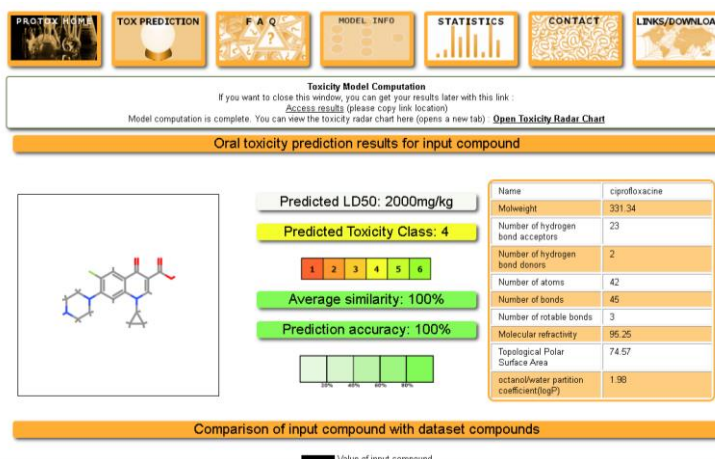 PROTOX HOME
TOX PREDICTION
F A Q
MODEL INFO
STATISTICS
CONTACT
LINKS/DOWNLOA
Toxicity Model Computation
If you want to close this window, you can get your results later with this link :
Access results (please copy link location)
Model computation is complete. You can view the toxicity radar chart here (opens a new tab) : Open Toxicity Radar Chart
Oral toxicity prediction results for input compound
Predicted LD50: 2000mg/kg
Predicted Toxicity Class: 4
1 2 3 4 5 6
Average similarity: 100%
Prediction accuracy: 100%
20% 40% 60% 80%
Name ciprofloxacine
Molweight 331.34
Number of hydrogen
bond acceptors 23
Number of hydrogen
bond donors 2
Number of atoms 42
Number of bonds 45
Number of rotable bonds 3
Molecular refractivity 95.25
Topological Polar
Surface Area 74.57
octanol/water partition
coefficient(logP) 1.98
Comparison of input compound with dataset compounds
Value of input compound